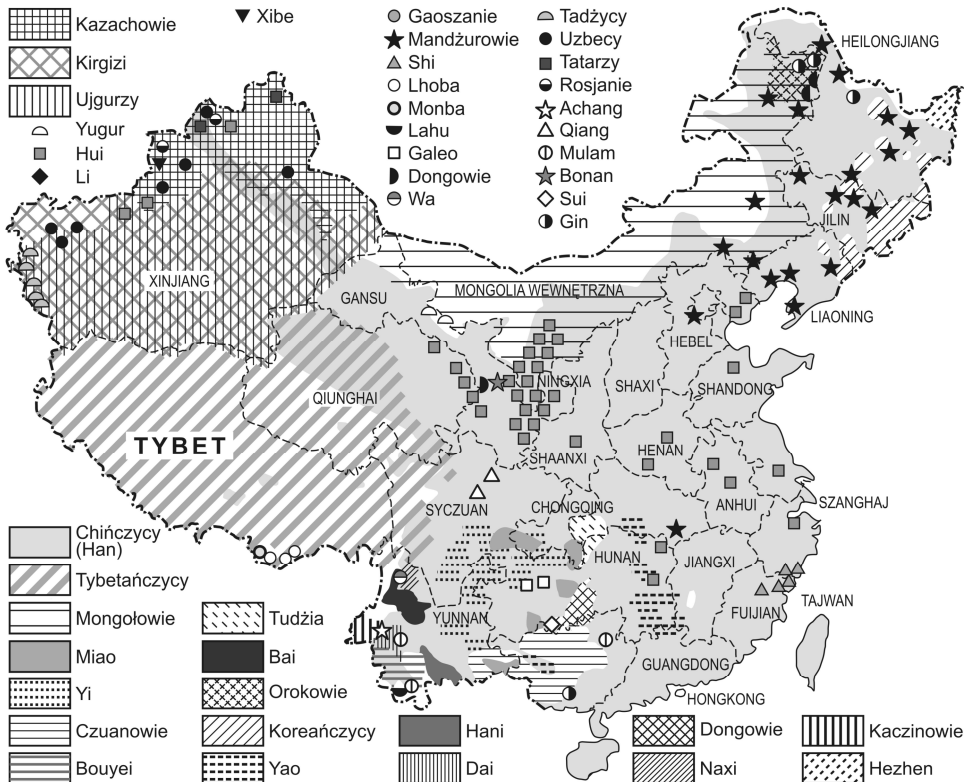 Kazachowie
Kirgizi
Ujgurzy
Yugur
Hui
Li
Xibe
Gaoszanie
Mandżurowie
Shi
Lhoba
Monba
Lahu
Galeo
Dongowie
Wa
Tadżycy
Uzbecy
Tatarzy
Rosjanie
Achang
Qiang
Mulam
Bonan
Sui
Gin
HEILONGJIANG
JILIN
LIAONING
XINJIANG
GANSU
MONGOLIA WEWNĘTRZNA
HEBEL
QIUNGHAI
NINGXIA
SHAXI
SHANDONG
TYBET
SHAANXI
HENAN
SYCZUAN
CHONGQING
ANHUI
SZANGHAJ
HUNAN
JIANGXI
YUNNAN
FUIJIAN
TAJWAN
GUANGDONG
HONGKONG
Chińczycy
(Han)
Tybetańczycy
Mongołowie
Miao
Yi
Czuanowie
Bouyei
Tudźia
Bai
Orokowie
Koreańczycy
Yao
Hani
Dai
Dongowie
Naxi
Kaczinowie
Hezhen